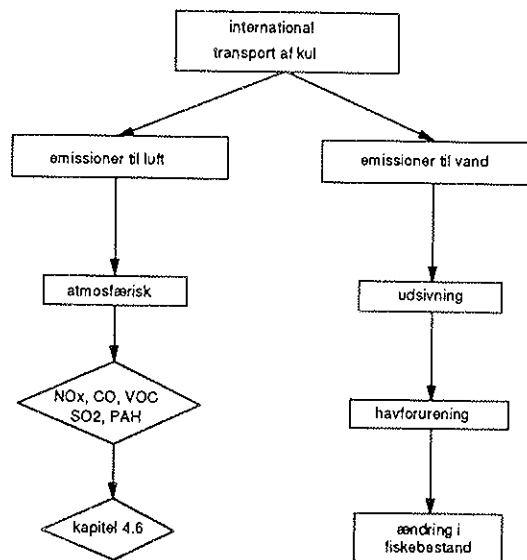 international
transport af kul
emissioner til luft
emissioner til vand
atmosfærisk
udsivning
NOx, CO, VOC
SO2, PAH
havforurening
kapitel 4.6
ændring i
fiskebestand